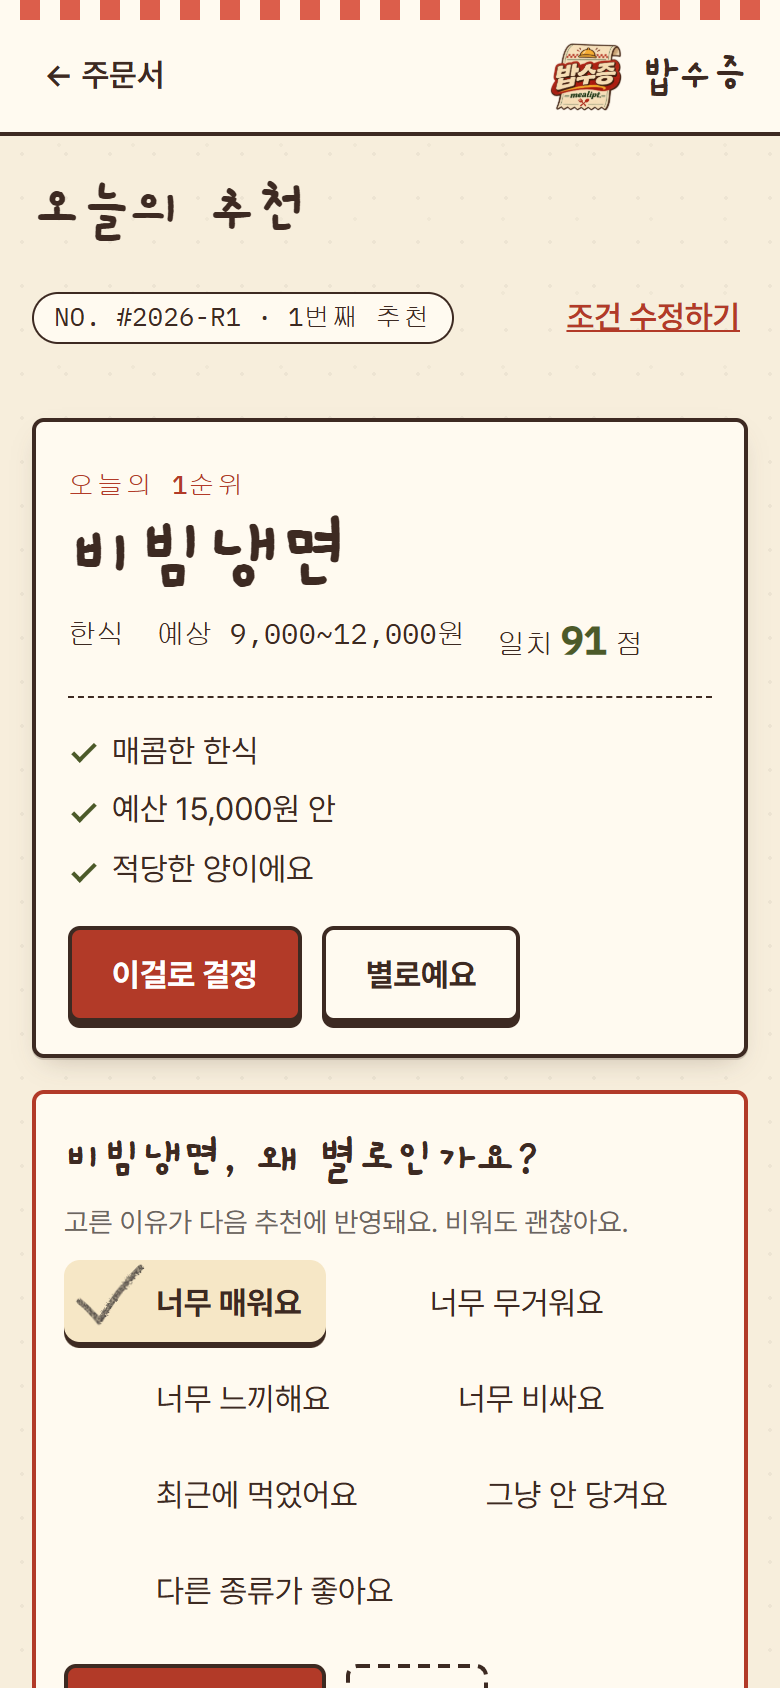 ← 주문서
밥수증
mealipt
밥수증
오늘의 추천
NO. #2026-R1 · 1번째 추천
조건 수정하기
오늘의 1순위
비빔냉면
한식 예상 9,000~12,000원 일치 91 점
매콤한 한식
예산 15,000원 안
적당한 양이에요
이걸로 결정
별로예요
비빔냉면, 왜 별로인가요?
고른 이유가 다음 추천에 반영돼요. 비워도 괜찮아요.
너무 매워요
너무 무거워요
너무 느끼해요
너무 비싸요
최근에 먹었어요
그냥 안 당겨요
다른 종류가 좋아요